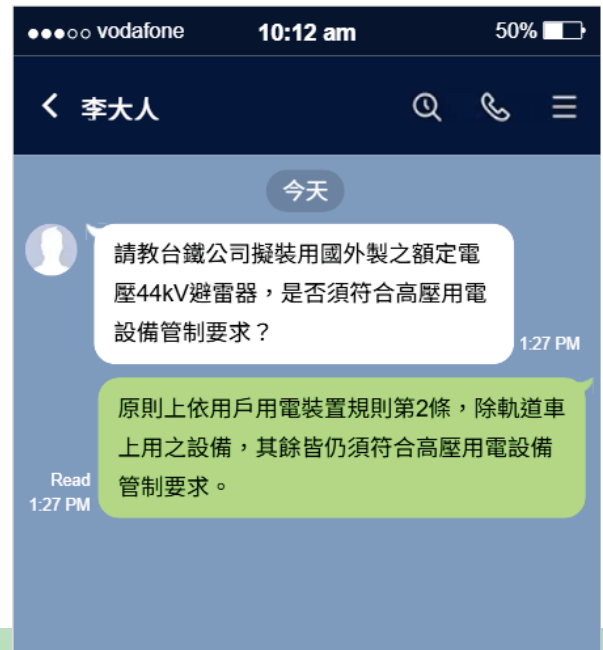 vodafone 10:12 am 50%
李大人
今天
請教台鐵公司擬裝用國外製之額定電
壓44kV避雷器，是否須符合高壓用電
設備管制要求？
1:27 PM
原則上依用戶用電裝置規則第2條，除軌道車
上用之設備，其餘皆仍須符合高壓用電設備
管制要求。
Read
1:27 PM